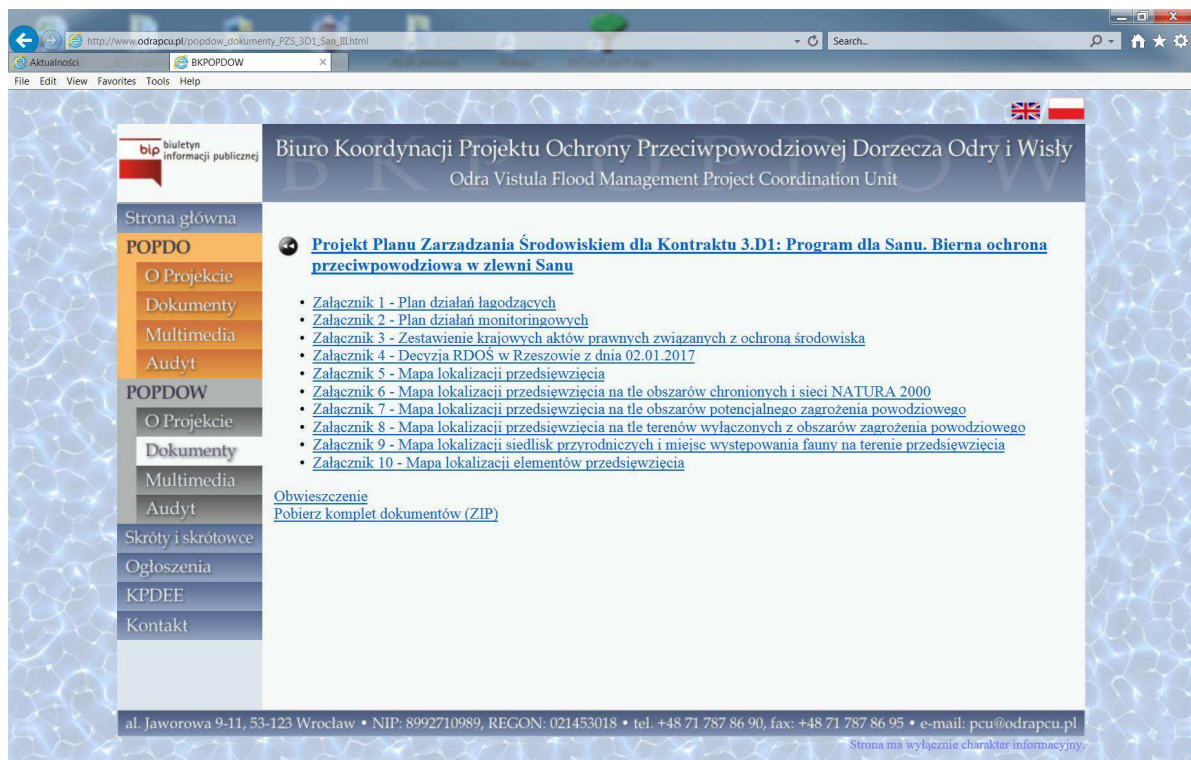 http://www.odrapcu.pl/popdow_dokumenty_PZS_3D1_San_III.html
Search...
Aktualności
BKPOPDOW
File Edit View Favorites Tools Help
bip biuletyn informacji publicznej
Biuro Koordynacji Projektu Ochrony Przeciwpowodziowej Dorzecza Odry i Wisły
BKPOPDOW
Odra Vistula Flood Management Project Coordination Unit
Strona główna
POPDO
O Projekcie
Dokumenty
Multimedia
Audyt
POPDOW
O Projekcie
Dokumenty
Multimedia
Audyt
Skróty i skrótowce
Ogłoszenia
KPDEE
Kontakt
Projekt Planu Zarządzania Środowiskiem dla Kontraktu 3.D1: Program dla Sanu. Bierna ochrona
przeciwpowodziowa w zlewni Sanu
• Załącznik 1 - Plan działań łagodzących
• Załącznik 2 - Plan działań monitoringowych
• Załącznik 3 - Zestawienie krajowych aktów prawnych związanych z ochroną środowiska
• Załącznik 4 - Decyzja RDOŚ w Rzeszowie z dnia 02.01.2017
• Załącznik 5 - Mapa lokalizacji przedsięwzięcia
• Załącznik 6 - Mapa lokalizacji przedsięwzięcia na tle obszarów chronionych i sieci NATURA 2000
• Załącznik 7 - Mapa lokalizacji przedsięwzięcia na tle obszarów potencjalnego zagrożenia powodziowego
• Załącznik 8 - Mapa lokalizacji przedsięwzięcia na tle terenów wyłączonych z obszarów zagrożenia powodziowego
• Załącznik 9 - Mapa lokalizacji siedlisk przyrodniczych i miejsc występowania fauny na terenie przedsięwzięcia
• Załącznik 10 - Mapa lokalizacji elementów przedsięwzięcia
Obwieszczenie
Pobierz komplet dokumentów (ZIP)
al. Jaworowa 9-11, 53-123 Wrocław • NIP: 8992710989, REGON: 021453018 • tel. +48 71 787 86 90, fax: +48 71 787 86 95 • e-mail: pcu@odrapcu.pl
Strona ma wyłącznie charakter informacyjny.